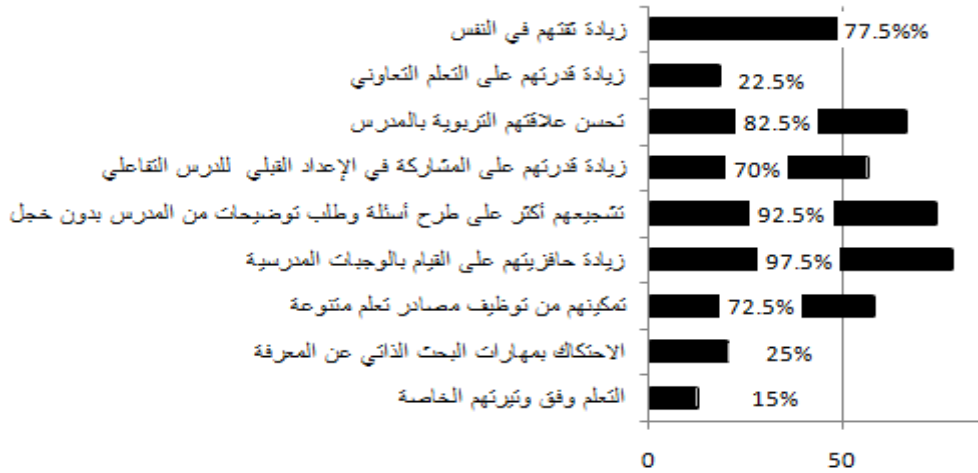 زيادة ثقتهم في النفس 77.5%%
زيادة قدرتهم على التعلم التعاوني 22.5%
تحسن علاقتهم التربوية بالمدرس 82.5%
زيادة قدرتهم على المشاركة في الإعداد القبلي للدرس التفاعلي 70%
تشجيعهم أكثر على طرح أسئلة وطلب توضيحات من المدرس بدون خجل 92.5%
زيادة حافزيتهم على القيام بالوجبات المدرسية 97.5%
تمكينهم من توظيف مصادر تعلم متنوعة 72.5%
الاحتكاك بمهارات البحث الذاتي عن المعرفة 25%
التعلم وفق وتيرتهم الخاصة 15%
0 50